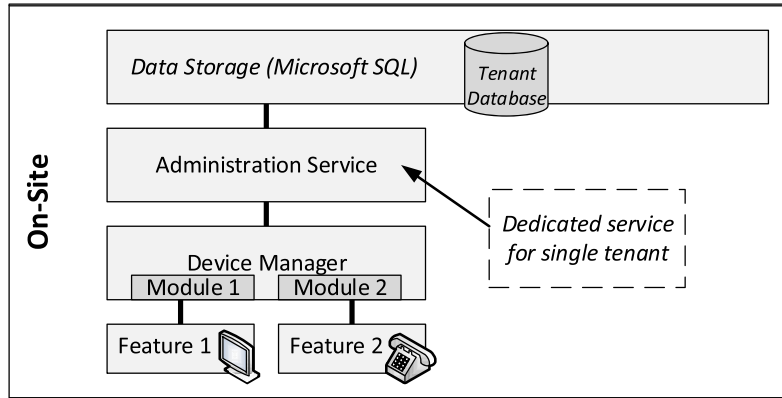 On-Site
Data Storage (Microsoft SQL)
Tenant
Database
Administration Service
Dedicated service
for single tenant
Device Manager
Module 1
Module 2
Feature 1
Feature 2